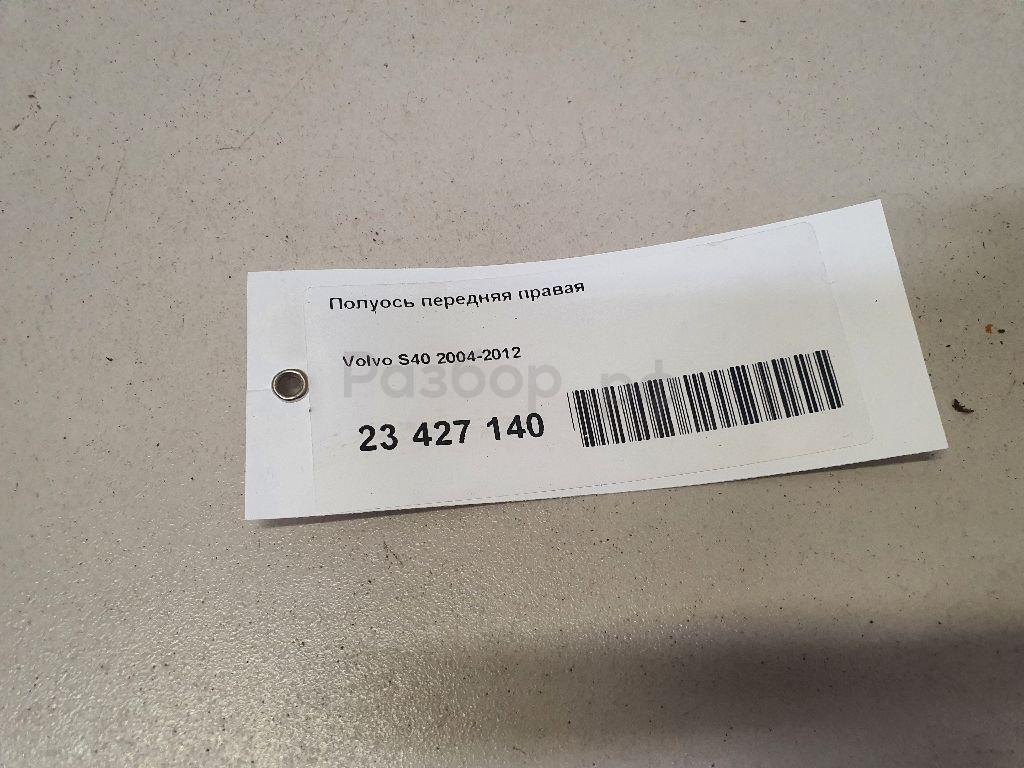 Полуось передняя правая
Volvo S40 2004-2012
Разбор.рф
23 427 140